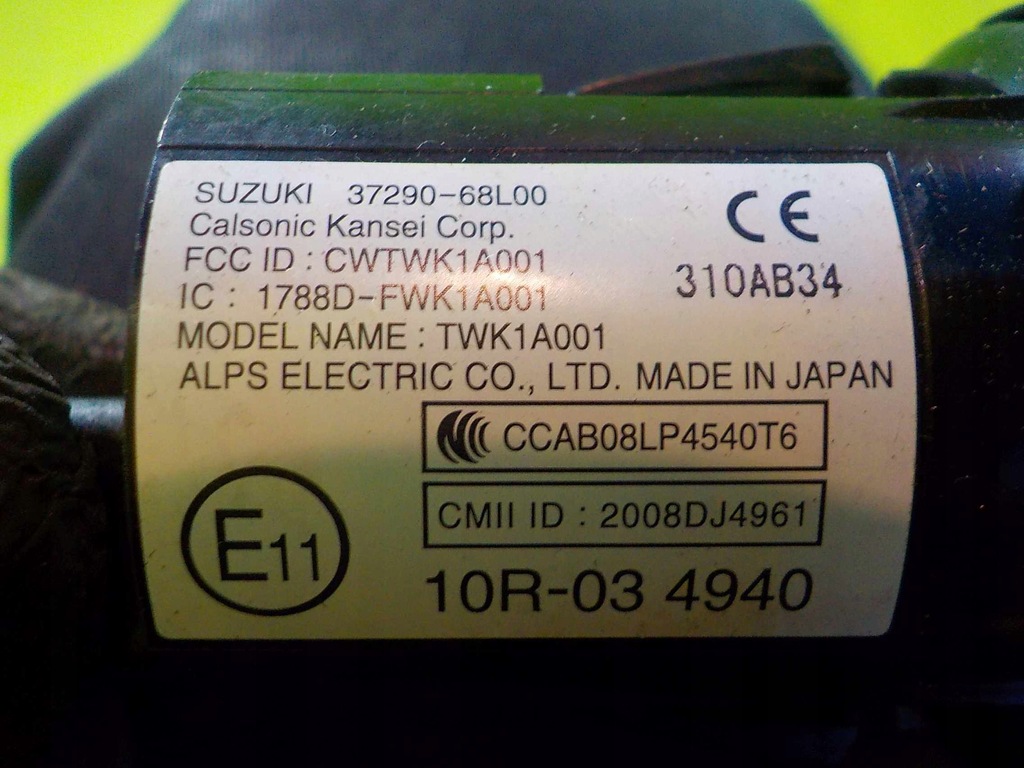 SUZUKI 37290-68L00
Calsonic Kansei Corp.
CE
FCC ID : CWTWK1A001
IC : 1788D-FWK1A001
310AB34
MODEL NAME : TWK1A001
ALPS ELECTRIC CO., LTD. MADE IN JAPAN
CCAB08LP4540T6
CMII ID : 2008DJ4961
E11
10R-03 4940